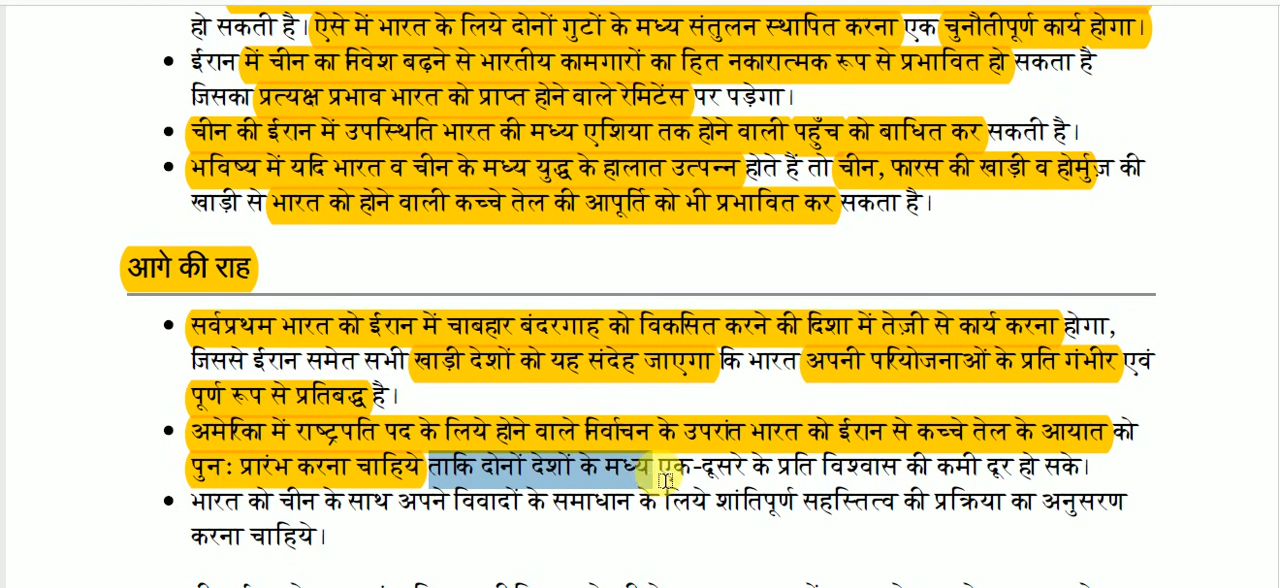 हो सकती है। ऐसे में भारत के लिये दोनों गुटों के मध्य संतुलन स्थापित करना एक चुनौतीपूर्ण कार्य होगा।
• ईरान में चीन का निवेश बढ़ने से भारतीय कामगारों का हित नकारात्मक रूप से प्रभावित हो सकता है
जिसका प्रत्यक्ष प्रभाव भारत को प्राप्त होने वाले रेमिटेंस पर पड़ेगा।
• चीन की ईरान में उपस्थिति भारत की मध्य एशिया तक होने वाली पहुँच को बाधित कर सकती है।
• भविष्य में यदि भारत व चीन के मध्य युद्ध के हालात उत्पन्न होते हैं तो चीन, फारस की खाड़ी व होर्मुज़ की
खाड़ी से भारत को होने वाली कच्चे तेल की आपूर्ति को भी प्रभावित कर सकता है।
आगे की राह
• सर्वप्रथम भारत को ईरान में चाबहार बंदरगाह को विकसित करने की दिशा में तेज़ी से कार्य करना होगा,
जिससे ईरान समेत सभी खाड़ी देशों को यह संदेह जाएगा कि भारत अपनी परियोजनाओं के प्रति गंभीर एवं
पूर्ण रूप से प्रतिबद्ध है।
• अमेरिका में राष्ट्रपति पद के लिये होने वाले निर्वाचन के उपरांत भारत को ईरान से कच्चे तेल के आयात को
पुनः प्रारंभ करना चाहिये ताकि दोनों देशों के मध्य एक-दूसरे के प्रति विश्वास की कमी दूर हो सके।
• भारत को चीन के साथ अपने विवादों के समाधान के लिये शांतिपूर्ण सहस्तित्व की प्रक्रिया का अनुसरण
करना चाहिये।